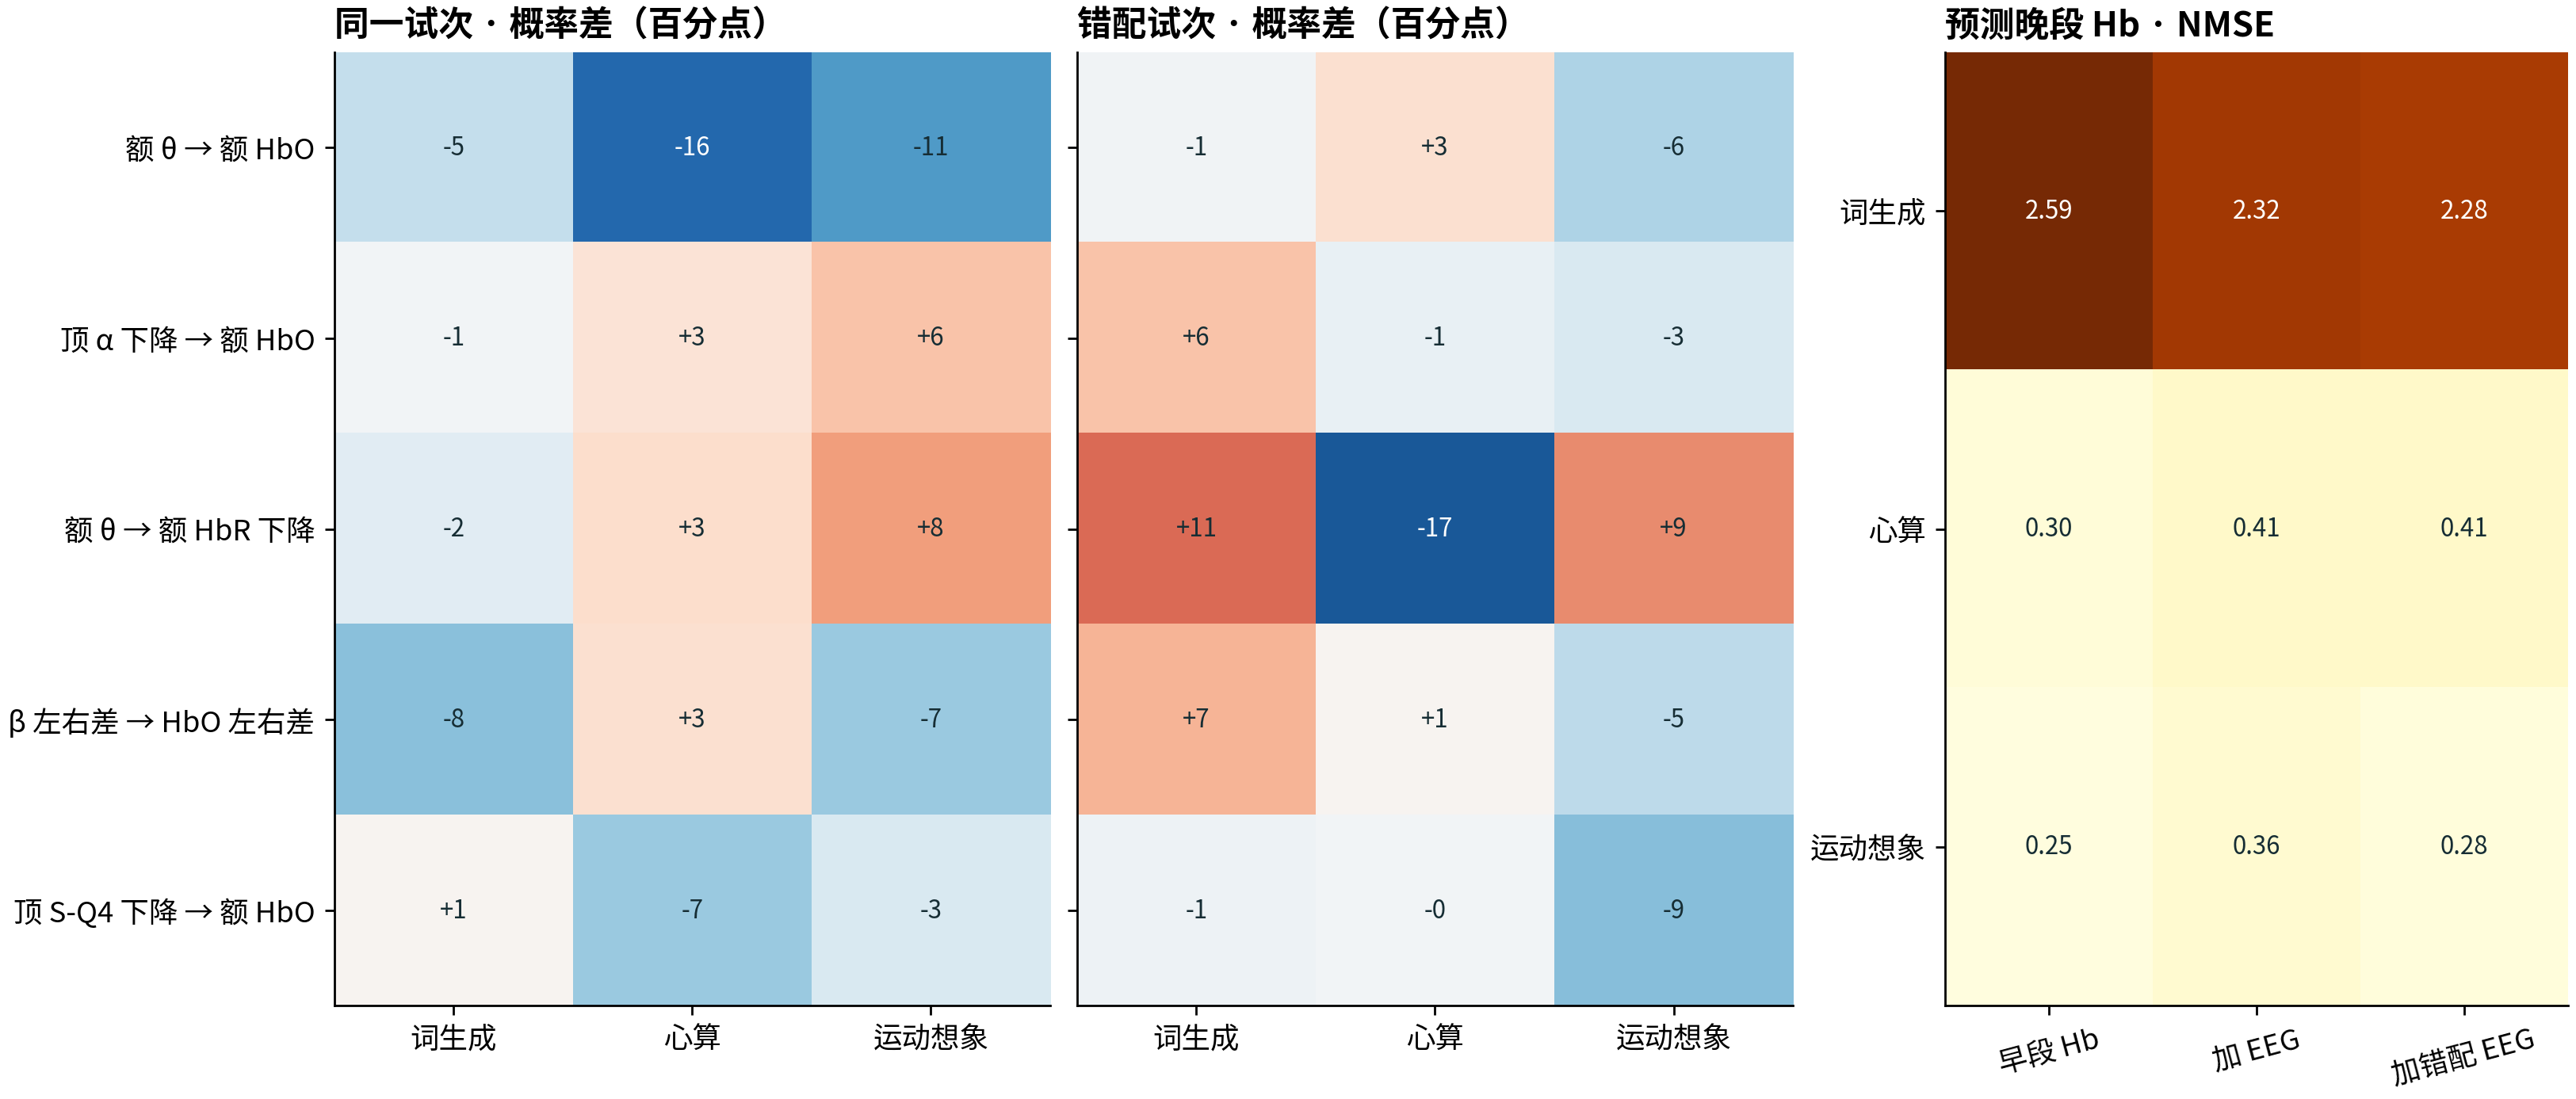 同一试次 · 概率差（百分点）
错配试次 · 概率差（百分点）
预测晚段 Hb · NMSE
额 θ → 额 HbO
-5
-16
-11
-1
+3
-6
顶 α 下降 → 额 HbO
-1
+3
+6
+6
-1
-3
额 θ → 额 HbR 下降
-2
+3
+8
+11
-17
+9
β 左右差 → HbO 左右差
-8
+3
-7
+7
+1
-5
顶 S-Q4 下降 → 额 HbO
+1
-7
-3
-1
-0
-9
词生成
心算
运动想象
词生成
心算
运动想象
词生成
2.59
2.32
2.28
心算
0.30
0.41
0.41
运动想象
0.25
0.36
0.28
早段 Hb
加 EEG
加错配 EEG